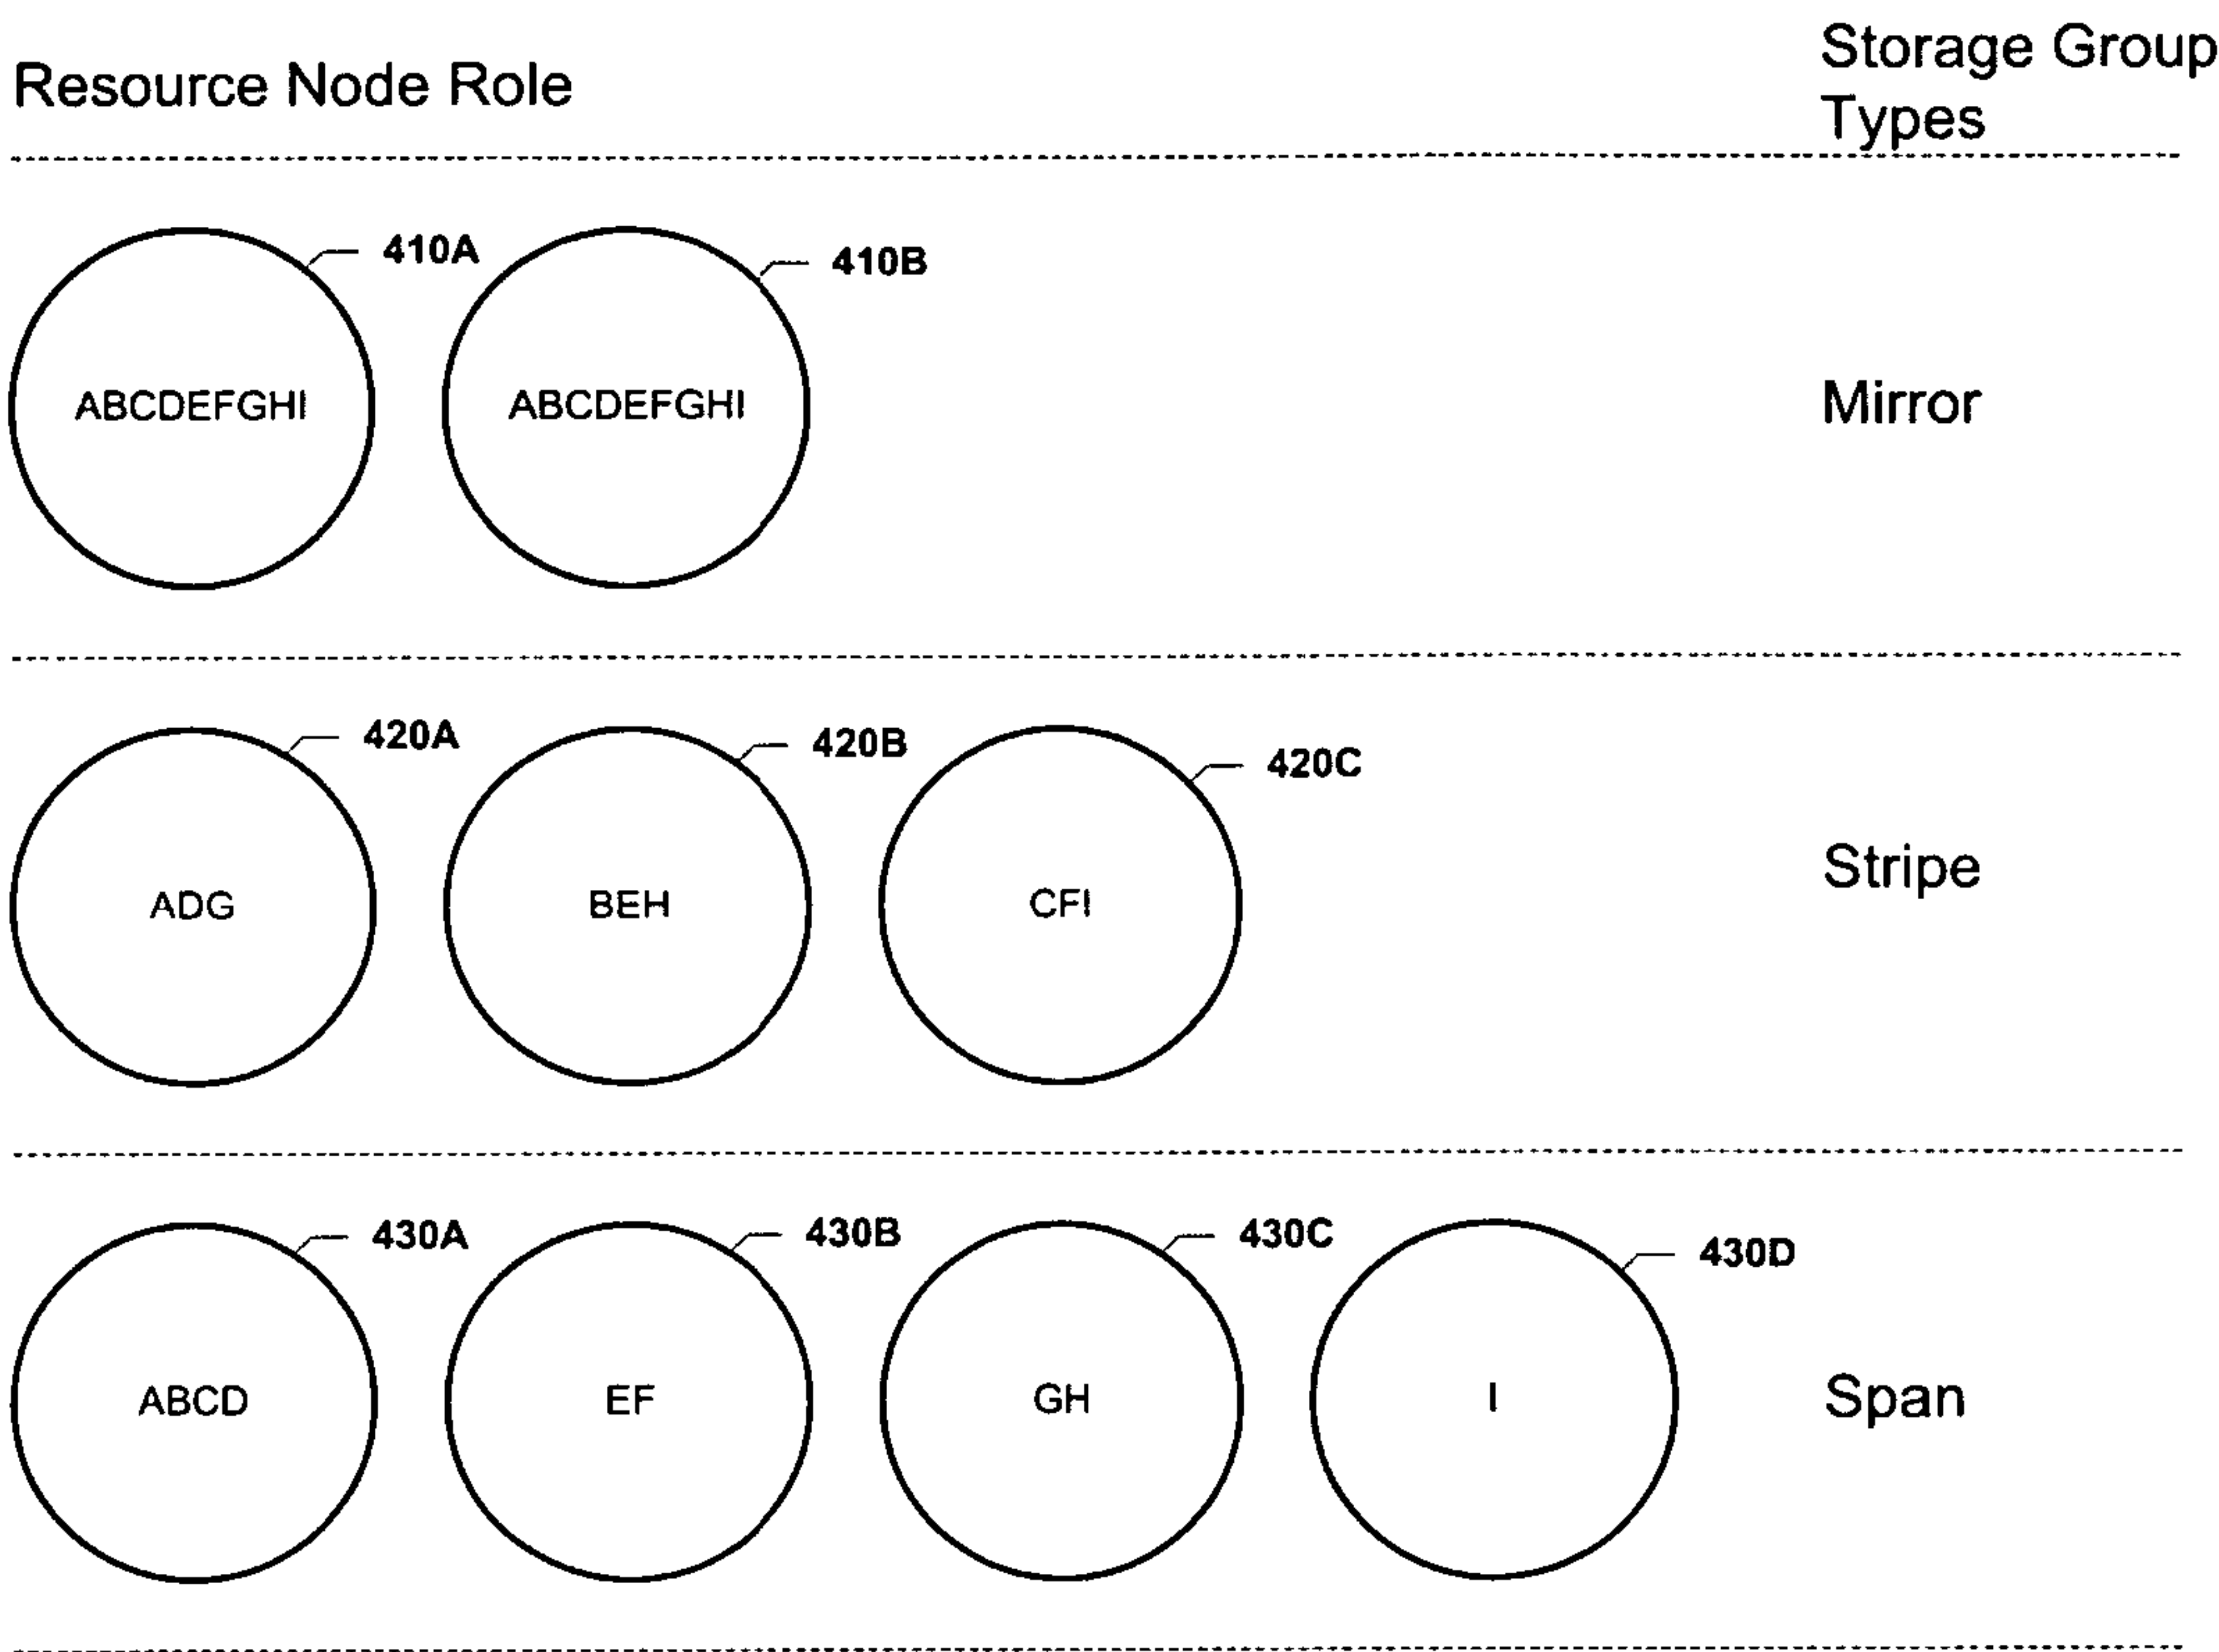 Resource Node Role
Storage Group
Types
410A
410B
ABCDEFGHI
ABCDEFGHI
Mirror
420A
420B
420C
ADG
BEH
CFI
Stripe
430A
430B
430C
430D
ABCD
EF
GH
I
Span